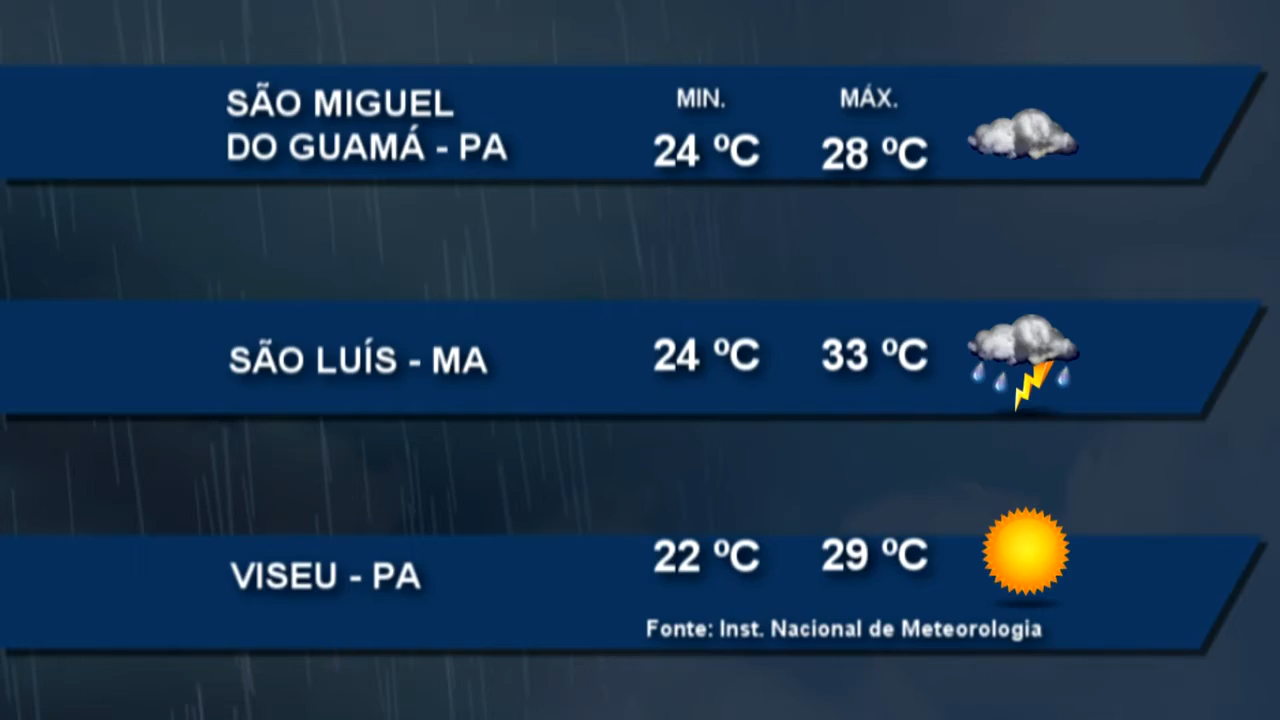 SÃO MIGUEL
DO GUAMÁ - PA
MIN.
MÁX.
24 ºC
28 ºC
SÃO LUÍS - MA
24 ºC
33 ºC
VISEU - PA
22 ºC
29 ºC
Fonte: Inst. Nacional de Meteorologia